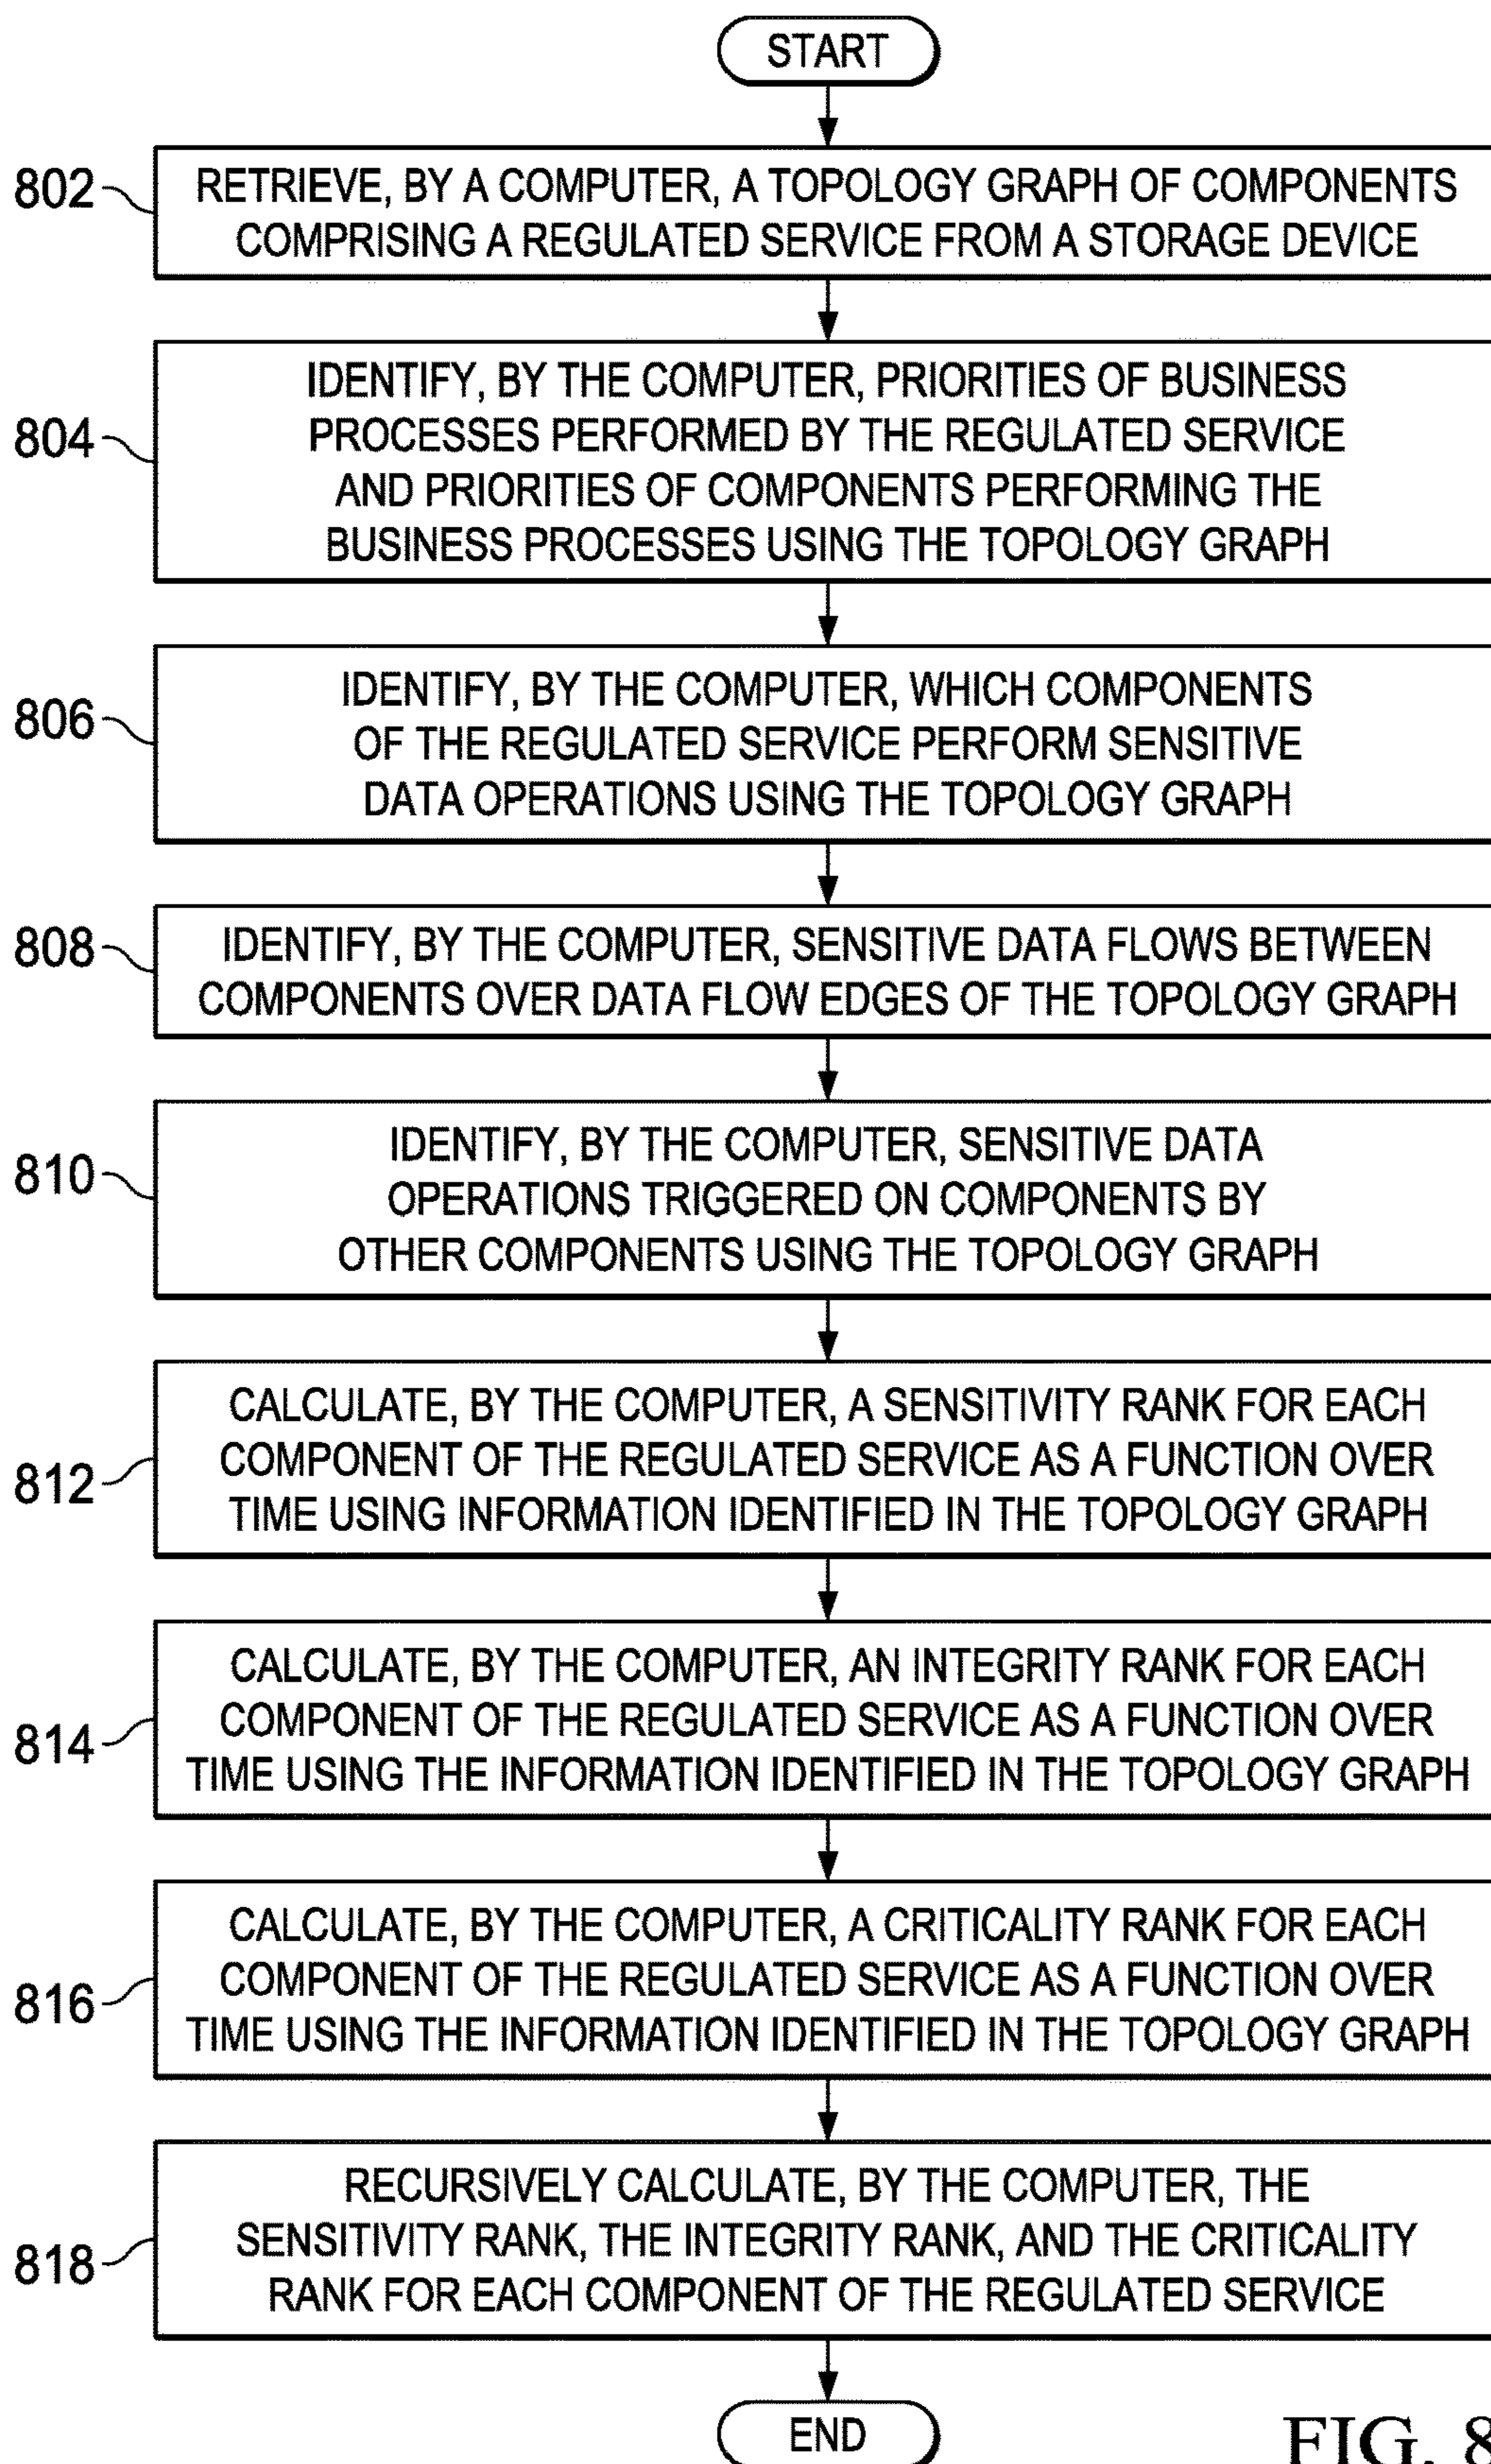 START
802
RETRIEVE, BY A COMPUTER, A TOPOLOGY GRAPH OF COMPONENTS
COMPRISING A REGULATED SERVICE FROM A STORAGE DEVICE
804
IDENTIFY, BY THE COMPUTER, PRIORITIES OF BUSINESS
PROCESSES PERFORMED BY THE REGULATED SERVICE
AND PRIORITIES OF COMPONENTS PERFORMING THE
BUSINESS PROCESSES USING THE TOPOLOGY GRAPH
806
IDENTIFY, BY THE COMPUTER, WHICH COMPONENTS
OF THE REGULATED SERVICE PERFORM SENSITIVE
DATA OPERATIONS USING THE TOPOLOGY GRAPH
808
IDENTIFY, BY THE COMPUTER, SENSITIVE DATA FLOWS BETWEEN
COMPONENTS OVER DATA FLOW EDGES OF THE TOPOLOGY GRAPH
810
IDENTIFY, BY THE COMPUTER, SENSITIVE DATA
OPERATIONS TRIGGERED ON COMPONENTS BY
OTHER COMPONENTS USING THE TOPOLOGY GRAPH
812
CALCULATE, BY THE COMPUTER, A SENSITIVITY RANK FOR EACH
COMPONENT OF THE REGULATED SERVICE AS A FUNCTION OVER
TIME USING INFORMATION IDENTIFIED IN THE TOPOLOGY GRAPH
814
CALCULATE, BY THE COMPUTER, AN INTEGRITY RANK FOR EACH
COMPONENT OF THE REGULATED SERVICE AS A FUNCTION OVER
TIME USING THE INFORMATION IDENTIFIED IN THE TOPOLOGY GRAPH
816
CALCULATE, BY THE COMPUTER, A CRITICALITY RANK FOR EACH
COMPONENT OF THE REGULATED SERVICE AS A FUNCTION OVER
TIME USING THE INFORMATION IDENTIFIED IN THE TOPOLOGY GRAPH
818
RECURSIVELY CALCULATE, BY THE COMPUTER, THE
SENSITIVITY RANK, THE INTEGRITY RANK, AND THE CRITICALITY
RANK FOR EACH COMPONENT OF THE REGULATED SERVICE
END
FIG. 8